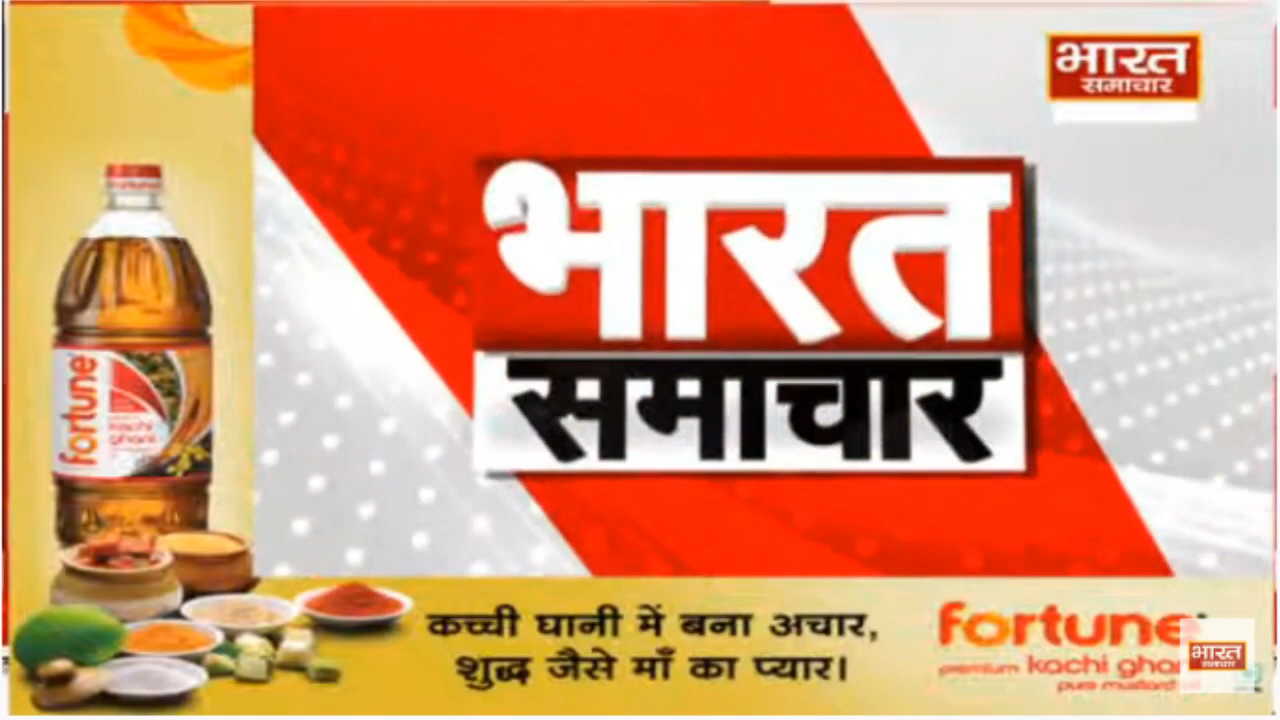 भारत
समाचार
भारत
समाचार
fortune
kachi
ghani
कच्ची घानी में बना अचार,
शुद्ध जैसे माँ का प्यार।
fortune
premium kachi ghani
pure mustard
भारत
समाचार